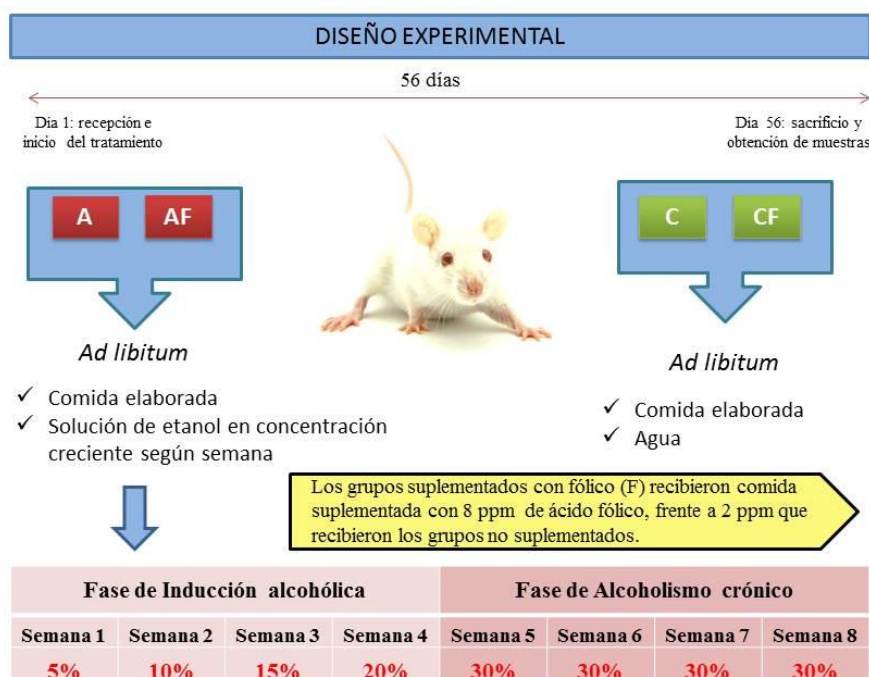 DISEÑO EXPERIMENTAL
56 días
Día 1: recepción e
inicio del tratamiento
Día 56: sacrificio y
obtención de muestras
A AF
C CF
Ad libitum
✓ Comida elaborada
✓ Solución de etanol en concentración
creciente según semana
Ad libitum
✓ Comida elaborada
✓ Agua
Los grupos suplementados con fólico (F) recibieron comida
suplementada con 8 ppm de ácido fólico, frente a 2 ppm que
recibieron los grupos no suplementados.
Fase de Inducción alcohólica Fase de Alcoholismo crónico
Semana 1 Semana 2 Semana 3 Semana 4 Semana 5 Semana 6 Semana 7 Semana 8
5% 10% 15% 20% 30% 30% 30% 30%